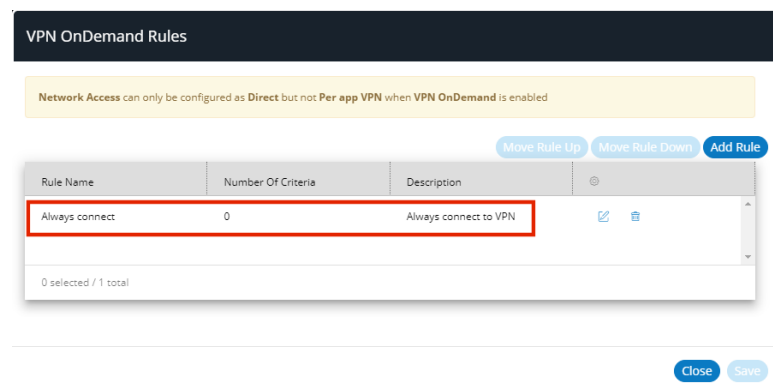 VPN OnDemand Rules
Network Access can only be configured as Direct but not Per app VPN when VPN OnDemand is enabled
Move Rule Up Move Rule Down Add Rule
Rule Name Number Of Criteria Description
Always connect 0 Always connect to VPN
0 selected / 1 total
Close Save